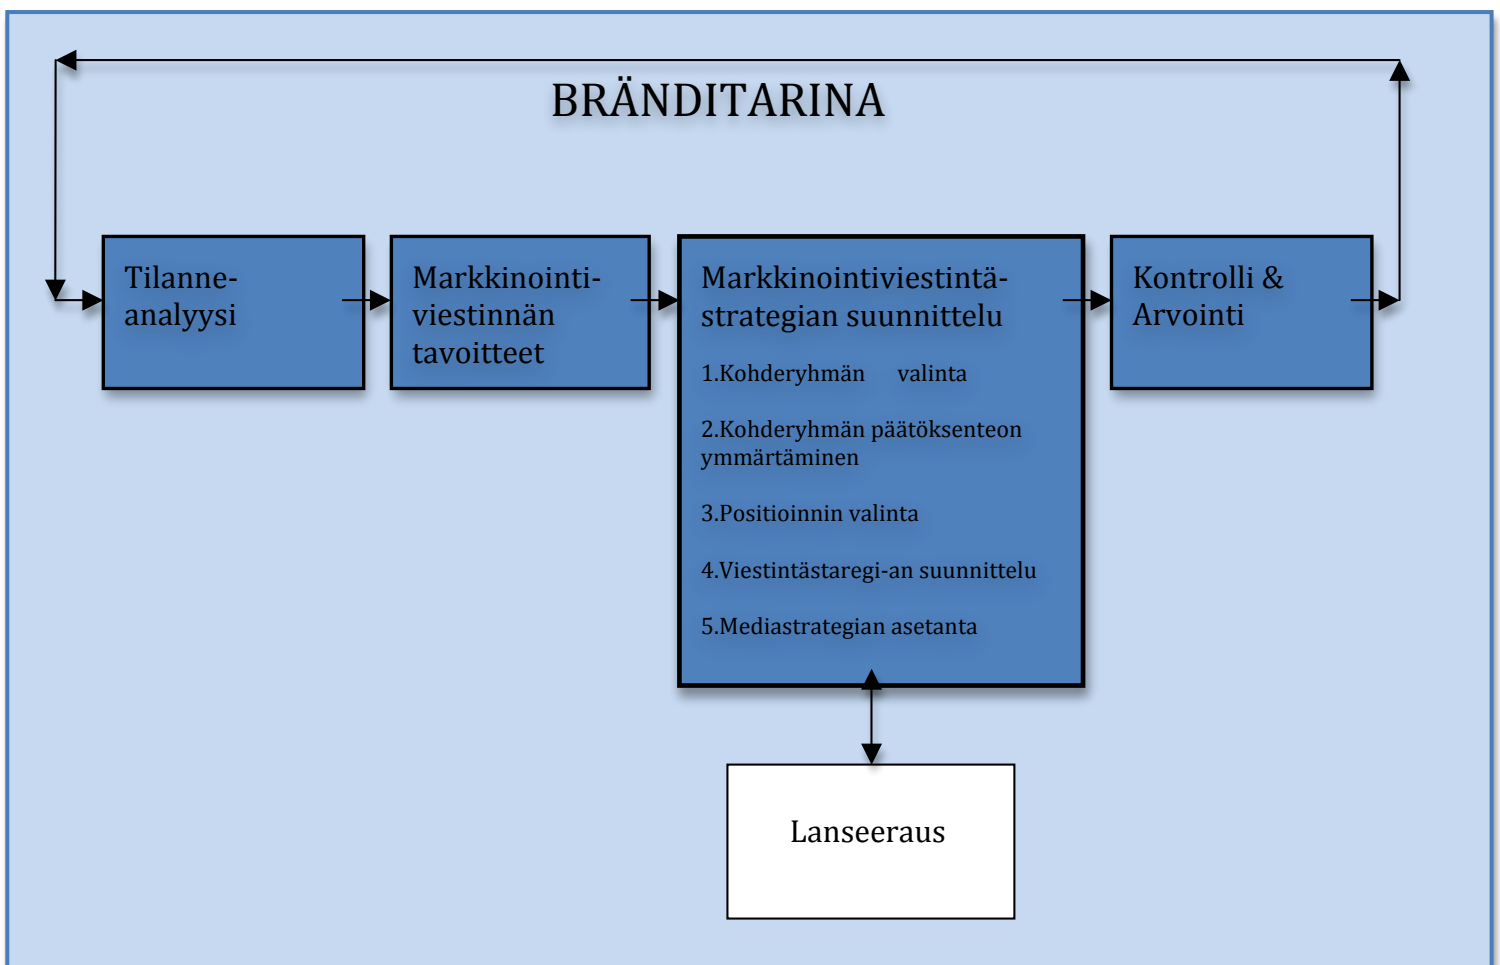 BRÄNDITARINA
Tilanne-
analyysi
Markkinointi-
viestinnän
tavoitteet
Markkinointiviestintä-
strategian suunnittelu
1.Kohderyhmän valinta
2.Kohderyhmän päätöksenteon
ymmärtäminen
3.Positioinnin valinta
4.Viestintästaregi-an suunnittelu
5.Mediastrategian asetanta
Kontrolli &
Arvointi
Lanseeraus